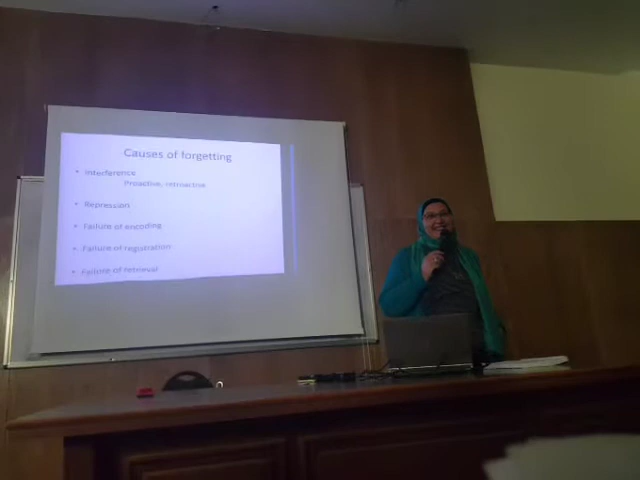 Causes of forgetting
• Interference
Proactive, retroactive
• Repression
• Failure of encoding
• Failure of registration
• Failure of retrieval